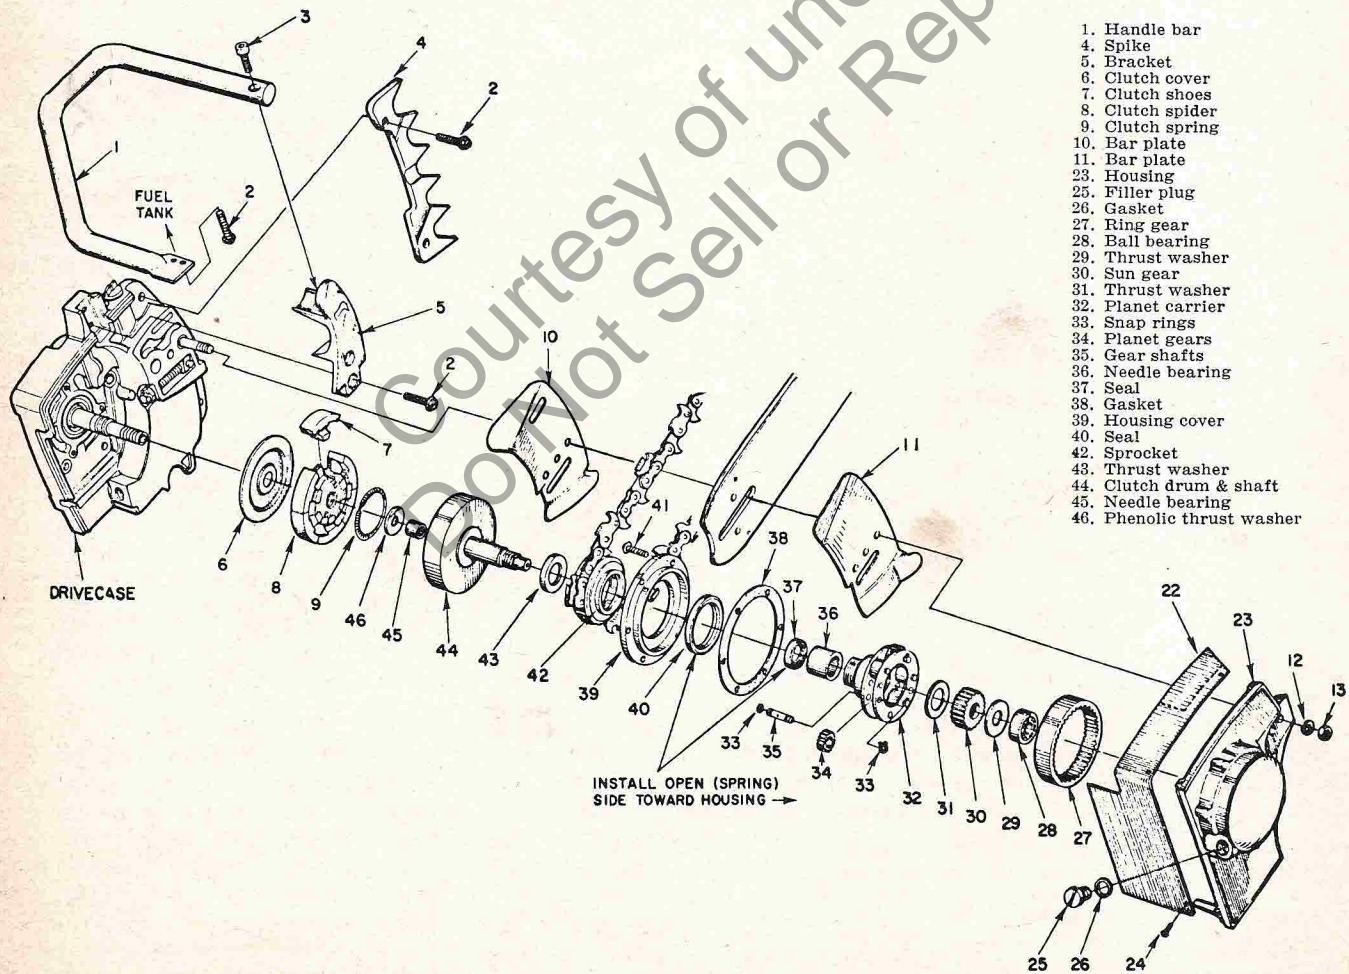 1. Handle bar
4. Spike
5. Bracket
6. Clutch cover
7. Clutch shoes
8. Clutch spider
9. Clutch spring
10. Bar plate
11. Bar plate
23. Housing
25. Filler plug
26. Gasket
27. Ring gear
28. Ball bearing
29. Thrust washer
30. Sun gear
31. Thrust washer
32. Planet carrier
33. Snap rings
34. Planet gears
35. Gear shafts
36. Needle bearing
37. Seal
38. Gasket
39. Housing cover
40. Seal
42. Sprocket
43. Thrust washer
44. Clutch drum & shaft
45. Needle bearing
46. Phenolic thrust washer
3
4
2
1
FUEL
TANK
2
5
10
2
7
11
41
38
37
36
6
8
9
46
45
44
43
42
39
40
22
23
12
13
33
35
34
33
32
31
30
29
28
27
INSTALL OPEN (SPRING)
SIDE TOWARD HOUSING →
DRIVECASE
25
26
24
Courtesy of
Do Not Sell or